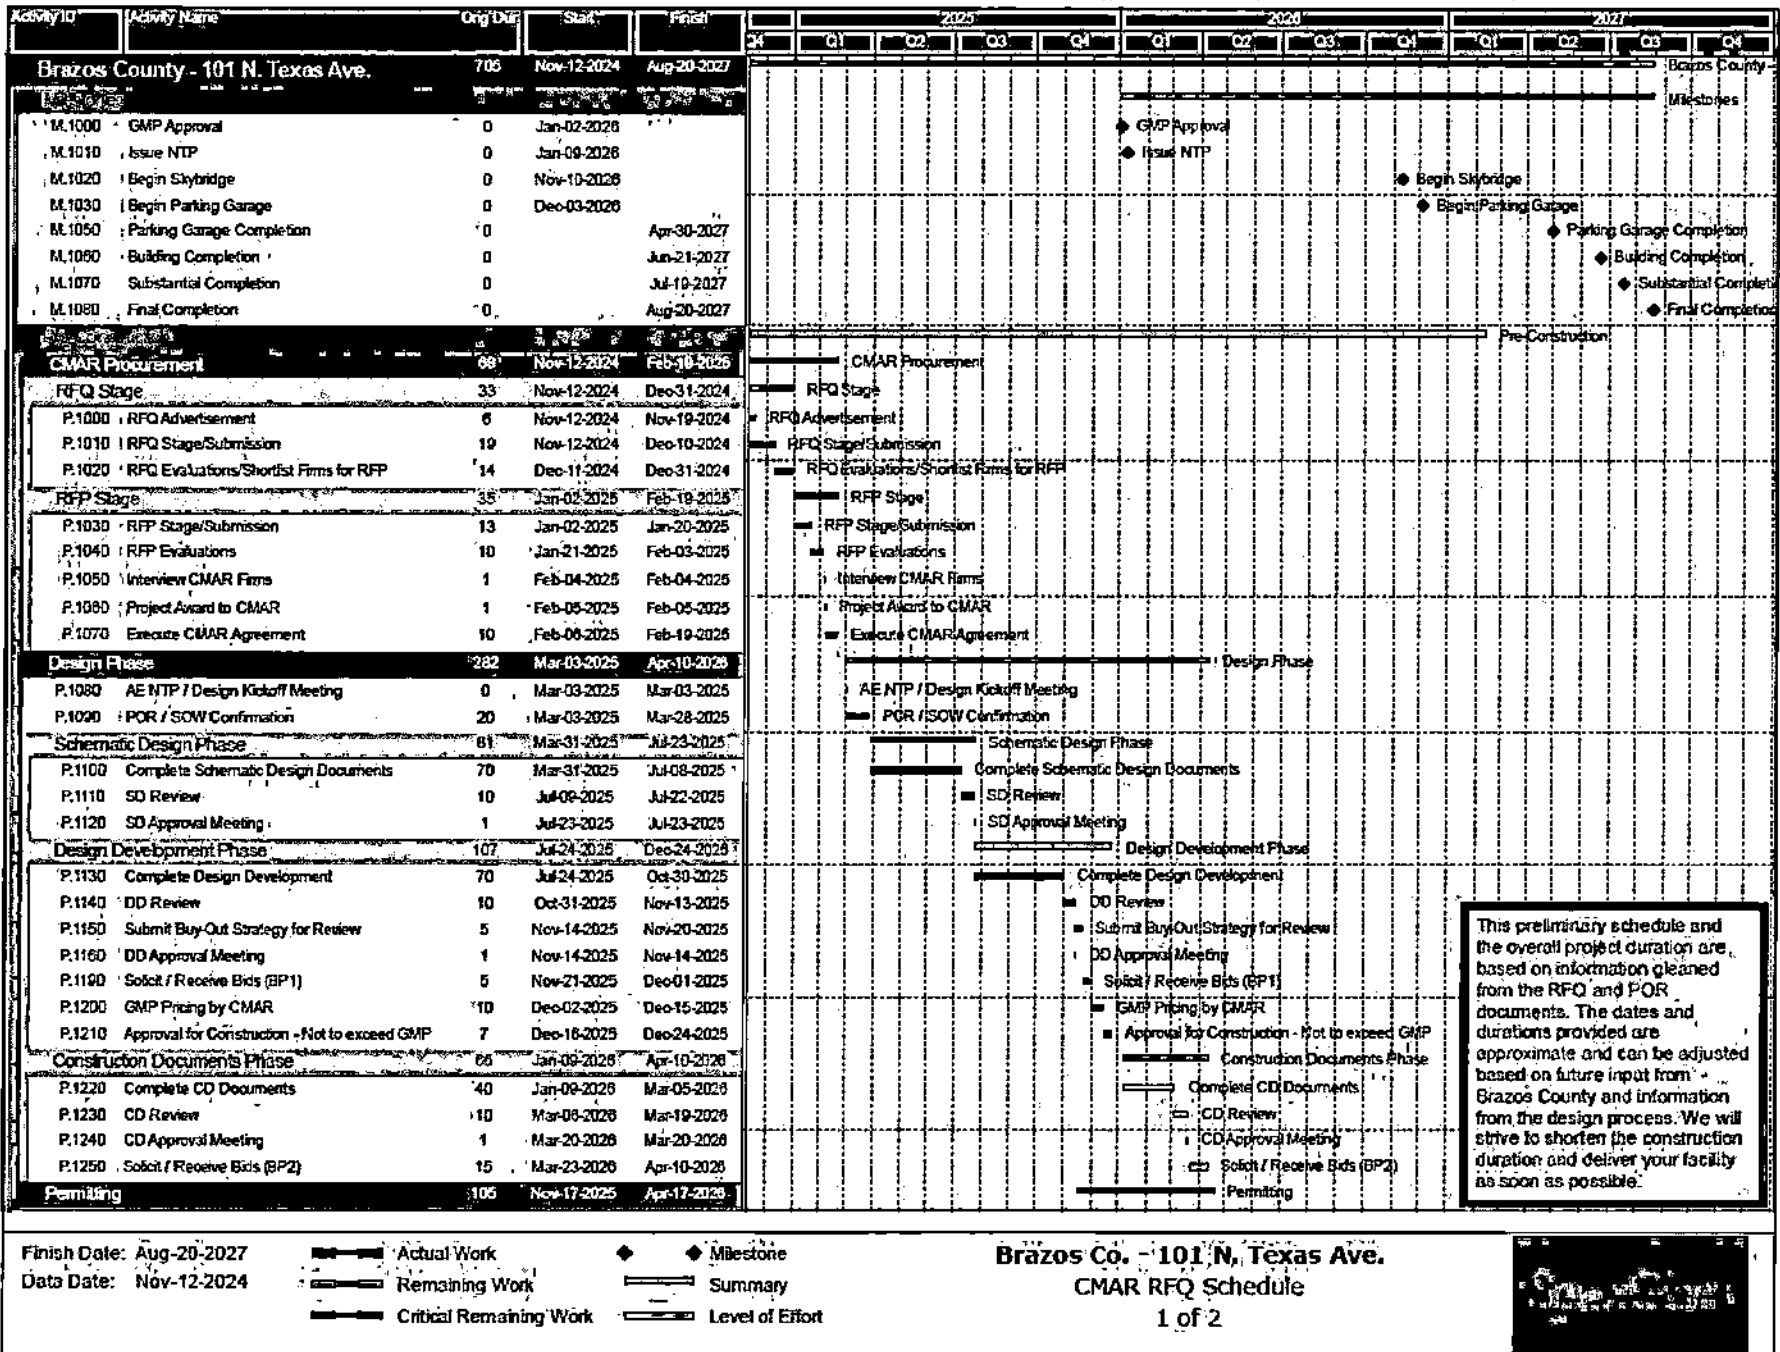 Activity ID Activity Name Orig Dur Start Finish 2025 2026 2027
Q4 Q1 Q2 Q3 Q4 Q1 Q2 Q3 Q4 Q1 Q2 Q3 Q4
Brazos County - 101 N. Texas Ave. 705 Nov-12-2024 Aug-20-2027 Brazos County -
Milestones
M.1000 GMP Approval 0 Jan-02-2026 GMP Approval
M.1010 Issue NTP 0 Jan-09-2026 Issue NTP
M.1020 Begin Skybridge 0 Nov-10-2026 Begin Skybridge
M.1030 Begin Parking Garage 0 Dec-03-2026 Begin Parking Garage
M.1050 Parking Garage Completion 0 Apr-30-2027 Parking Garage Completion
M.1060 Building Completion 0 Jun-21-2027 Building Completion
M.1070 Substantial Completion 0 Jul-19-2027 Substantial Completi
M.1080 Final Completion 0 Aug-20-2027 Final Completion
Pre-Construction
CMAR Procurement 68 Nov-12-2024 Feb-19-2025 CMAR Procurement
RFQ Stage 33 Nov-12-2024 Dec-31-2024 RFQ Stage
P.1000 RFQ Advertisement 6 Nov-12-2024 Nov-19-2024 RFQ Advertisement
P.1010 RFQ Stage/Submission 19 Nov-12-2024 Dec-10-2024 RFQ Stage/Submission
P.1020 RFQ Evaluations/Shortlist Firms for RFP 14 Dec-11-2024 Dec-31-2024 RFQ Evaluations/Shortlist Firms for RFP
RFP Stage 35 Jan-02-2025 Feb-19-2025 RFP Stage
P.1030 RFP Stage/Submission 13 Jan-02-2025 Jan-20-2025 RFP Stage/Submission
P.1040 RFP Evaluations 10 Jan-21-2025 Feb-03-2025 RFP Evaluations
P.1050 Interview CMAR Firms 1 Feb-04-2025 Feb-04-2025 Interview CMAR Firms
P.1060 Project Award to CMAR 1 Feb-05-2025 Feb-05-2025 Project Award to CMAR
P.1070 Execute CMAR Agreement 10 Feb-06-2025 Feb-19-2025 Execute CMAR Agreement
Design Phase 282 Mar-03-2025 Apr-10-2026 Design Phase
P.1080 AE NTP / Design Kickoff Meeting 0 Mar-03-2025 Mar-03-2025 AE NTP / Design Kickoff Meeting
P.1090 POR / SOW Confirmation 20 Mar-03-2025 Mar-28-2025 POR / SOW Confirmation
Schematic Design Phase 81 Mar-31-2025 Jul-23-2025 Schematic Design Phase
P.1100 Complete Schematic Design Documents 70 Mar-31-2025 Jul-08-2025 Complete Schematic Design Documents
P.1110 SD Review 10 Jul-09-2025 Jul-22-2025 SD Review
P.1120 SD Approval Meeting 1 Jul-23-2025 Jul-23-2025 SD Approval Meeting
Design Development Phase 107 Jul-24-2025 Dec-24-2025 Design Development Phase
P.1130 Complete Design Development 70 Jul-24-2025 Oct-30-2025 Complete Design Development
P.1140 DD Review 10 Oct-31-2025 Nov-13-2025 DD Review
P.1150 Submit Buy-Out Strategy for Review 5 Nov-14-2025 Nov-20-2025 Submit Buy-Out Strategy for Review
P.1160 DD Approval Meeting 1 Nov-14-2025 Nov-14-2025 DD Approval Meeting
P.1190 Solicit / Receive Bids (BP1) 5 Nov-21-2025 Dec-01-2025 Solicit / Receive Bids (BP1)
P.1200 GMP Pricing by CMAR 10 Dec-02-2025 Dec-15-2025 GMP Pricing by CMAR
P.1210 Approval for Construction - Not to exceed GMP 7 Dec-16-2025 Dec-24-2025 Approval for Construction - Not to exceed GMP
Construction Documents Phase 66 Jan-09-2026 Apr-10-2026 Construction Documents Phase
P.1220 Complete CD Documents 40 Jan-09-2026 Mar-05-2026 Complete CD Documents
P.1230 CD Review 10 Mar-06-2026 Mar-19-2026 CD Review
P.1240 CD Approval Meeting 1 Mar-20-2026 Mar-20-2026 CD Approval Meeting
P.1250 Solicit / Receive Bids (BP2) 15 Mar-23-2026 Apr-10-2026 Solicit / Receive Bids (BP2)
Permitting 105 Nov-17-2025 Apr-17-2026 Permitting
This preliminary schedule and
the overall project duration are
based on information gleaned
from the RFQ and POR
documents. The dates and
durations provided are
approximate and can be adjusted
based on future input from
Brazos County and information
from the design process. We will
strive to shorten the construction
duration and deliver your facility
as soon as possible.
Finish Date: Aug-20-2027
Data Date: Nov-12-2024
Actual Work
Remaining Work
Critical Remaining Work
Milestone
Summary
Level of Effort
Brazos Co. - 101 N. Texas Ave.
CMAR RFQ Schedule
1 of 2